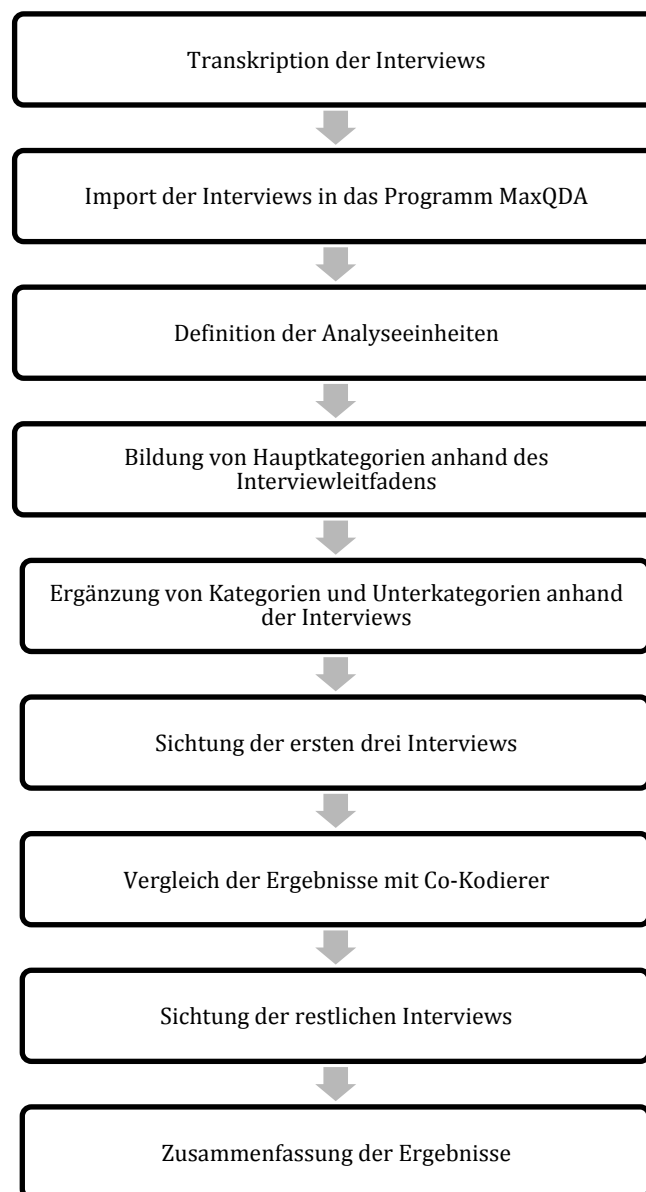 Transkription der Interviews
Import der Interviews in das Programm MaxQDA
Definition der Analyseeinheiten
Bildung von Hauptkategorien anhand des
Interviewleitfadens
Ergänzung von Kategorien und Unterkategorien anhand
der Interviews
Sichtung der ersten drei Interviews
Vergleich der Ergebnisse mit Co-Kodierer
Sichtung der restlichen Interviews
Zusammenfassung der Ergebnisse